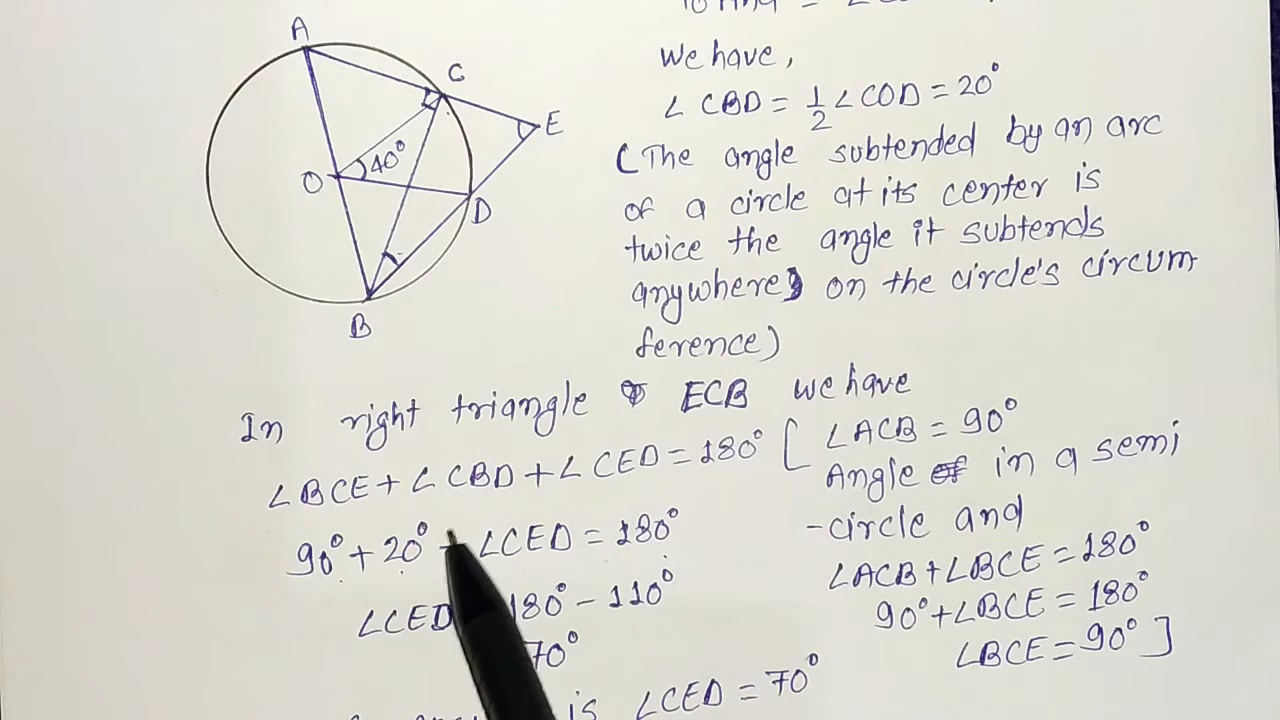 A
C
E
O
40°
D
B
We have,
∠CBD = 1/2 ∠COD = 20°
(The angle subtended by an arc
of a circle at its center is
twice the angle it subtends
anywhere on the circle's circum
ference)
In right triangle ECB we have
∠BCE + ∠CBD + ∠CED = 180° [ ∠ACB = 90°
Angle in a semi
-circle and
90° + 20° + ∠CED = 180°
∠ACB + ∠BCE = 180°
∠CED 180° - 110°
90° + ∠BCE = 180°
70°
∠BCE = 90° ]
is ∠CED = 70°